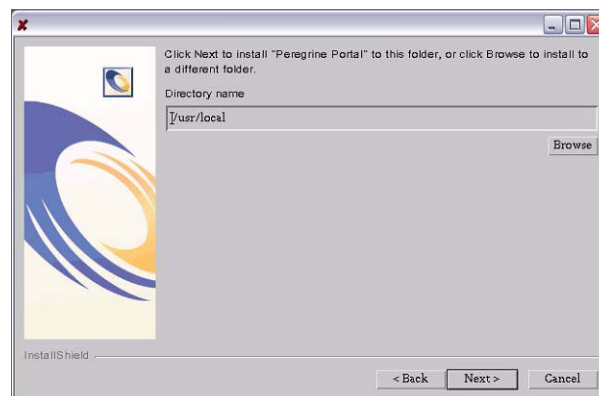 Click Next to install "Peregrine Portal" to this folder, or click Browse to install to
a different folder.
Directory name
/usr/local
Browse
InstallShield
< Back
Next >
Cancel